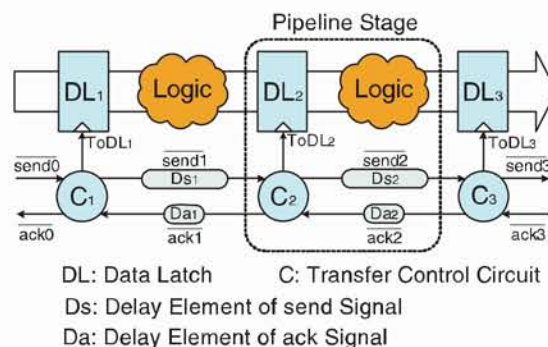 Pipeline Stage
DL1 Logic DL2 Logic DL3
ToDL1 ToDL2 ToDL3
send0 send1 send2 send3
C1 Ds1 C2 Ds2 C3
Da1 Da2
ack0 ack1 ack2 ack3
DL: Data Latch C: Transfer Control Circuit
Ds: Delay Element of send Signal
Da: Delay Element of ack Signal